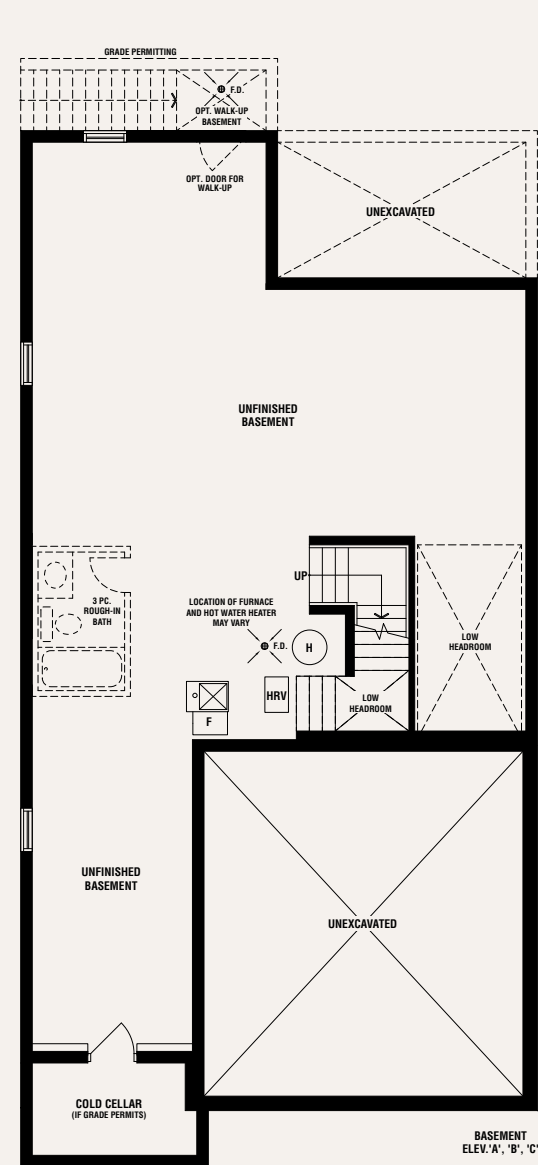 GRADE PERMITTING
F.D.
OPT. WALK-UP
BASEMENT
OPT. DOOR FOR
WALK-UP
UNEXCAVATED
UNFINISHED
BASEMENT
UP
3 PC.
ROUGH-IN
BATH
LOCATION OF FURNACE
AND HOT WATER HEATER
MAY VARY
F.D.
H
LOW
HEADROOM
HRV
LOW
HEADROOM
F
UNFINISHED
BASEMENT
UNEXCAVATED
COLD CELLAR
(IF GRADE PERMITS)
BASEMENT
ELEV.'A', 'B', 'C'